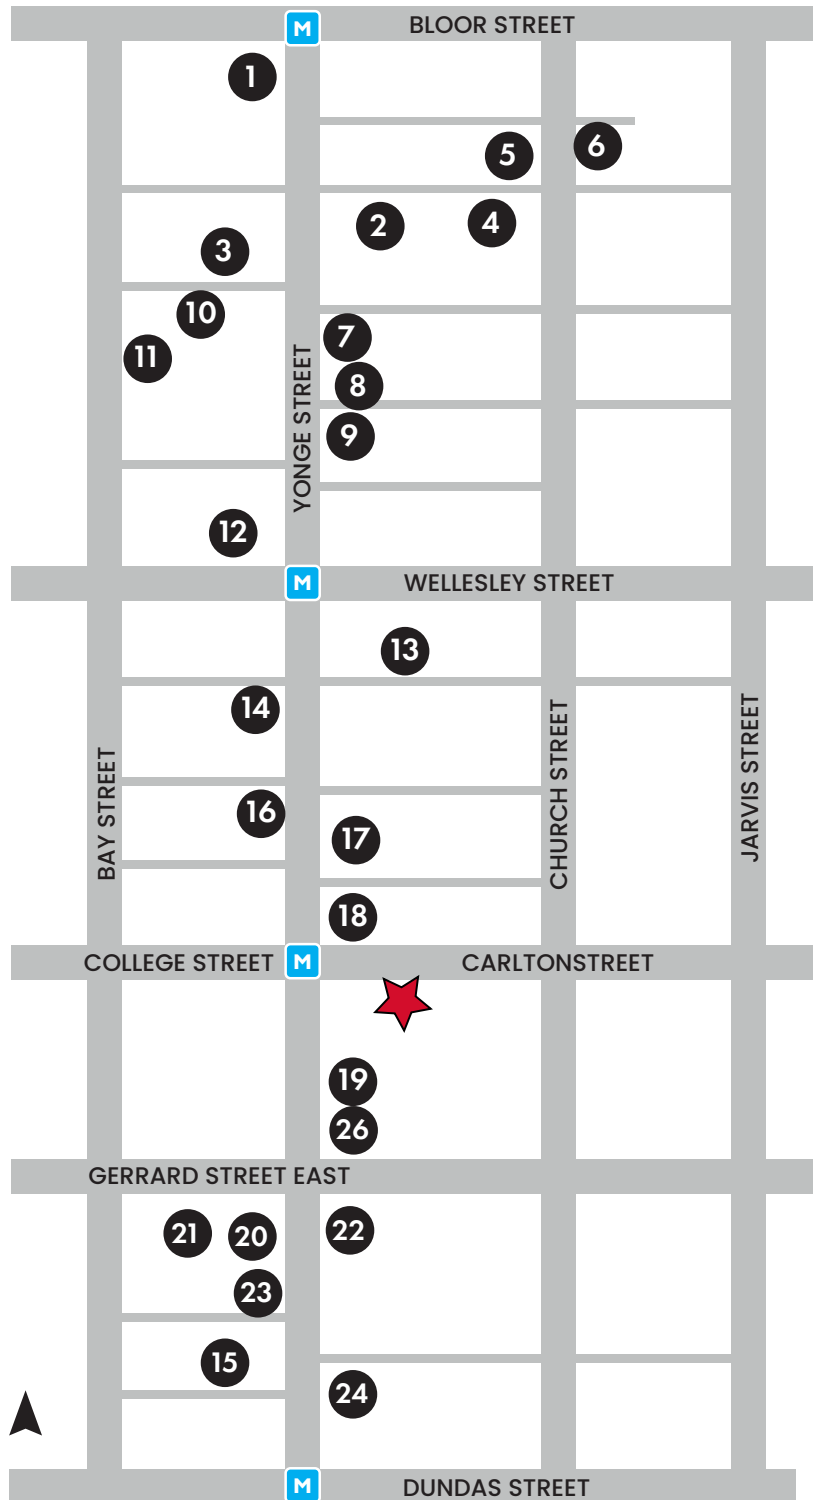 M
BLOOR STREET
1
6
5
2
4
3
10
7
11
8
YONGE STREET
9
12
M
WELLESLEY STREET
13
14
BAY STREET
CHURCH STREET
JARVIS STREET
16
17
18
COLLEGE STREET
M
CARLTONSTREET
19
26
GERRARD STREET EAST
21
20
22
23
15
24
M
DUNDAS STREET